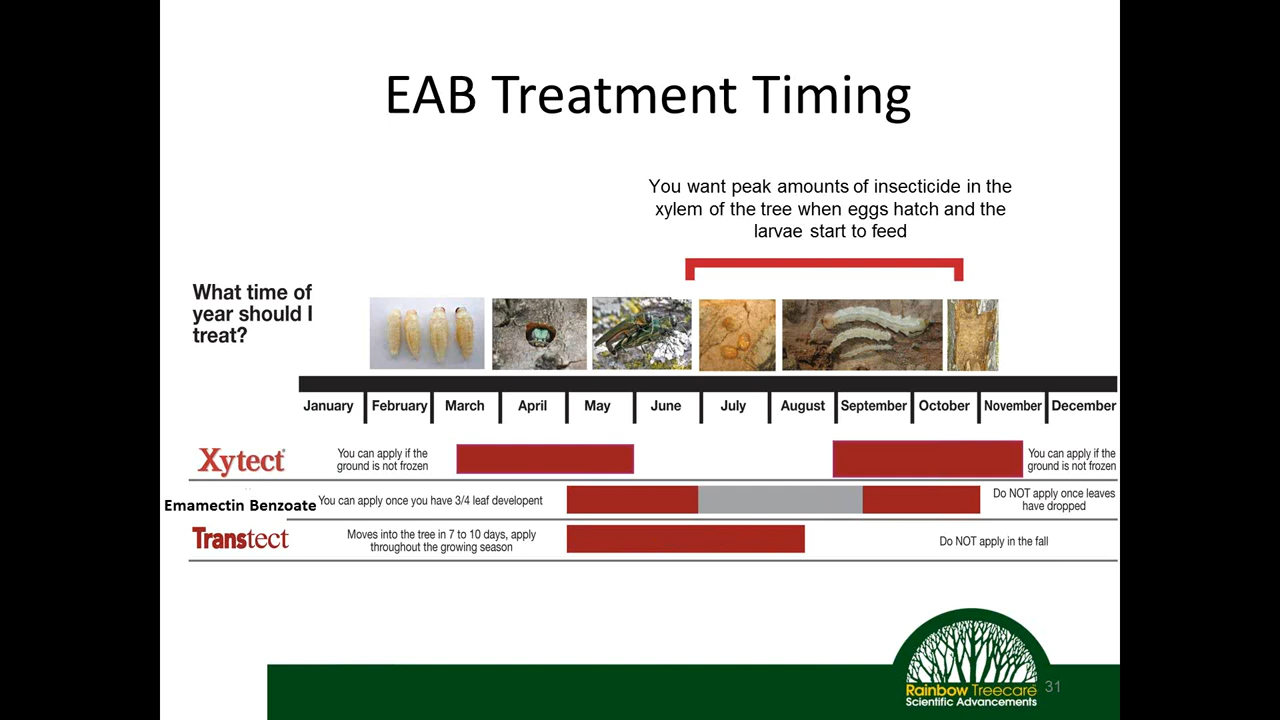 EAB Treatment Timing
You want peak amounts of insecticide in the
xylem of the tree when eggs hatch and the
larvae start to feed
What time of
year should I
treat?
January February March April May June July August September October November December
Xytect
You can apply if the
ground is not frozen
You can apply if the
ground is not frozen
Emamectin Benzoate
You can apply once you have 3/4 leaf developent
Do NOT apply once leaves
have dropped
Transtect
Moves into the tree in 7 to 10 days, apply
throughout the growing season
Do NOT apply in the fall
Rainbow Treecare
Scientific Advancements
31